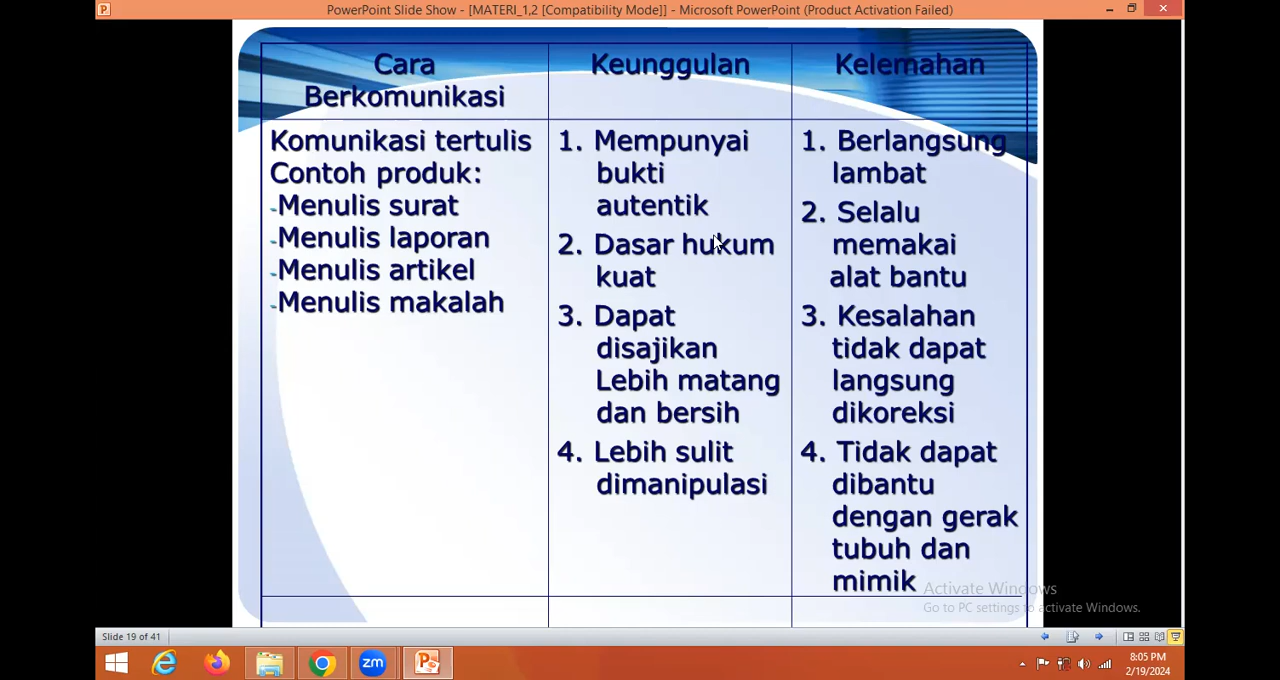 PowerPoint Slide Show - [MATERI_1,2 [Compatibility Mode]] - Microsoft PowerPoint (Product Activation Failed)
Cara
Berkomunikasi
Keunggulan
Kelemahan
Komunikasi tertulis
Contoh produk:
-Menulis surat
-Menulis laporan
-Menulis artikel
-Menulis makalah
1. Mempunyai
bukti
autentik
2. Dasar hukum
kuat
3. Dapat
disajikan
Lebih matang
dan bersih
4. Lebih sulit
dimanipulasi
1. Berlangsung
lambat
2. Selalu
memakai
alat bantu
3. Kesalahan
tidak dapat
langsung
dikoreksi
4. Tidak dapat
dibantu
dengan gerak
tubuh dan
mimik
Activate Windows
Go to PC settings to activate Windows.
Slide 19 of 41
zm
8:05 PM
2/19/2024